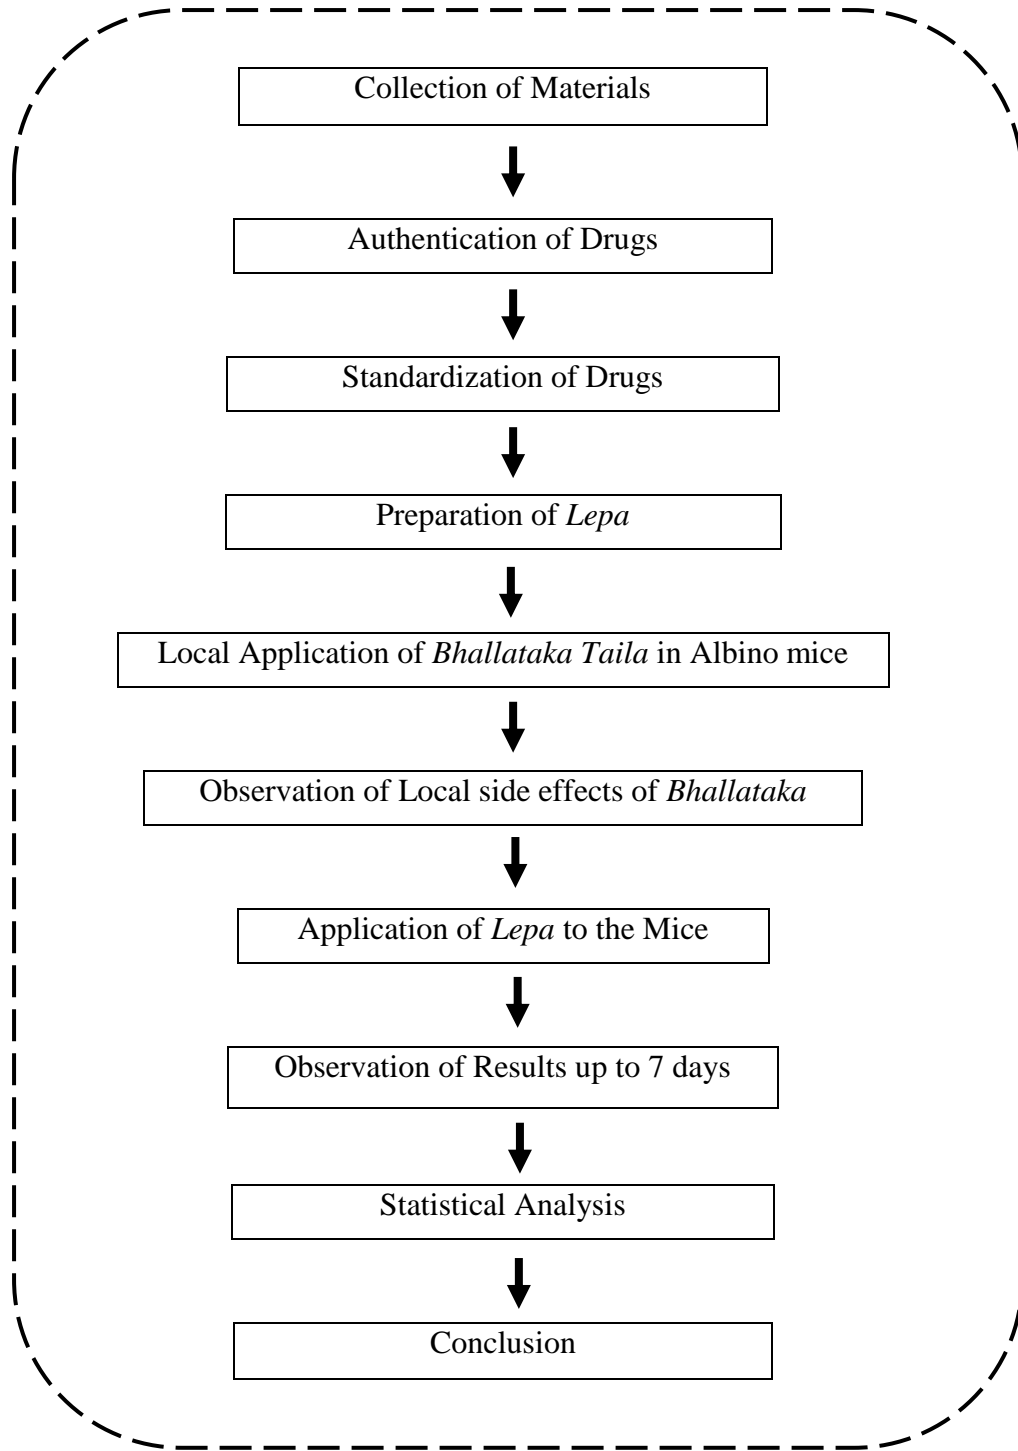 Collection of Materials
Authentication of Drugs
Standardization of Drugs
Preparation of Lepa
Local Application of Bhallataka Taila in Albino mice
Observation of Local side effects of Bhallataka
Application of Lepa to the Mice
Observation of Results up to 7 days
Statistical Analysis
Conclusion